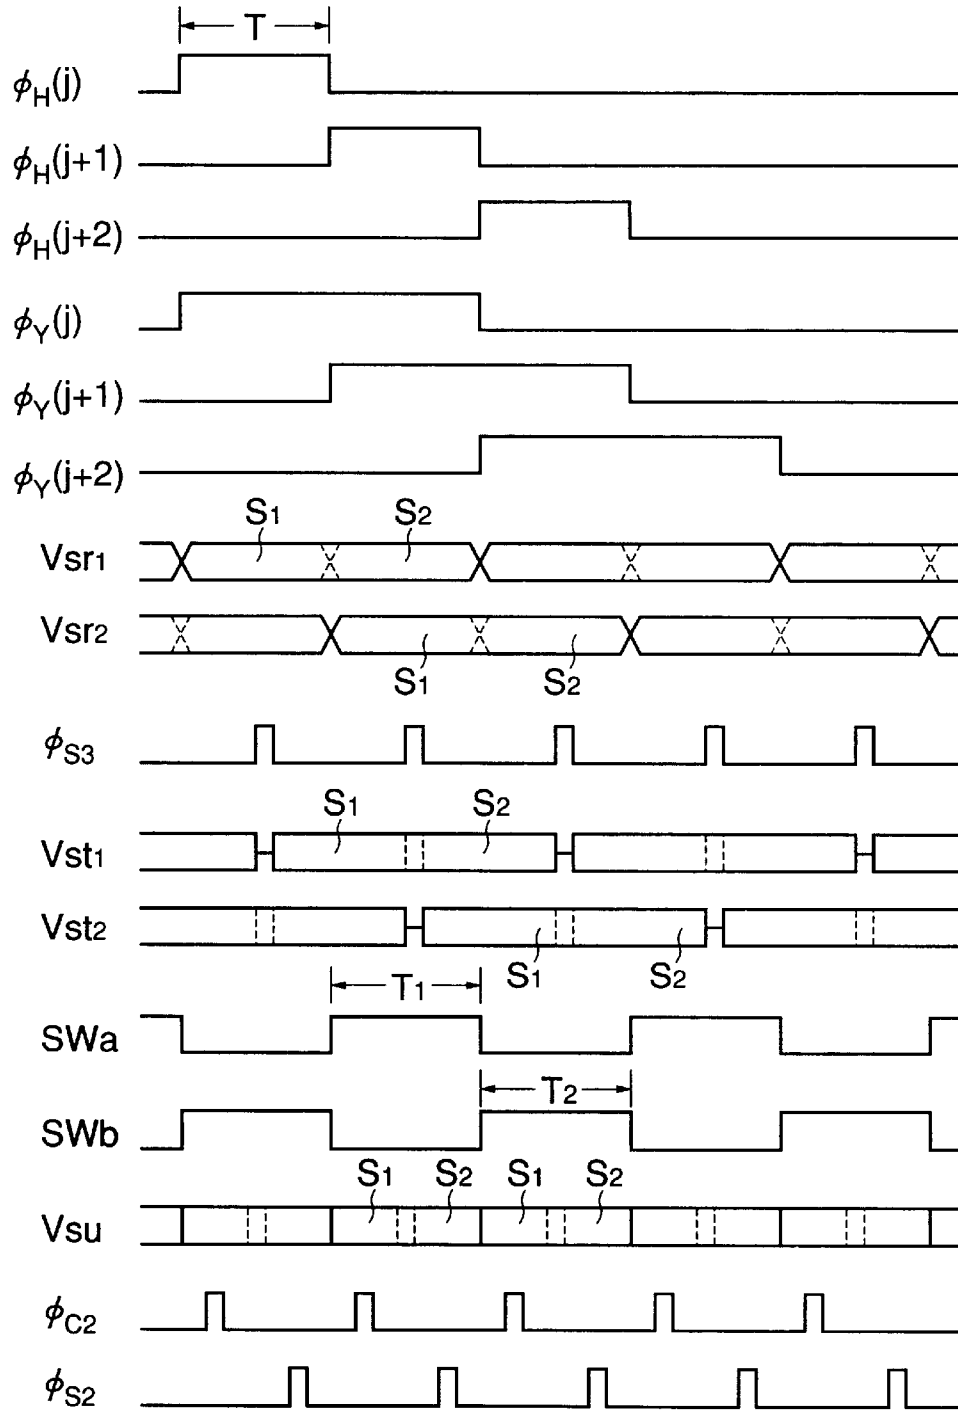 T
ϕH(j)
ϕH(j+1)
ϕH(j+2)
ϕY(j)
ϕY(j+1)
ϕY(j+2)
S1 S2
Vsr1
Vsr2
S1 S2
ϕS3
S1 S2
Vst1
Vst2
S1 S2
T1
SWa
T2
SWb
S1 S2 S1 S2
Vsu
ϕC2
ϕS2